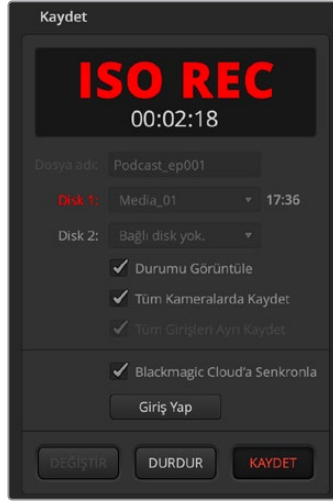 Kaydet
ISO REC
00:02:18
Dosya adı: Podcast_ep001
Disk 1: Media_01 17:36
Disk 2: Bağlı disk yok.
Durumu Görüntüle
Tüm Kameralarda Kaydet
Tüm Girişleri Ayrı Kaydet
Blackmagic Cloud'a Senkronla
Giriş Yap
DEĞİŞTİR DURDUR KAYDET